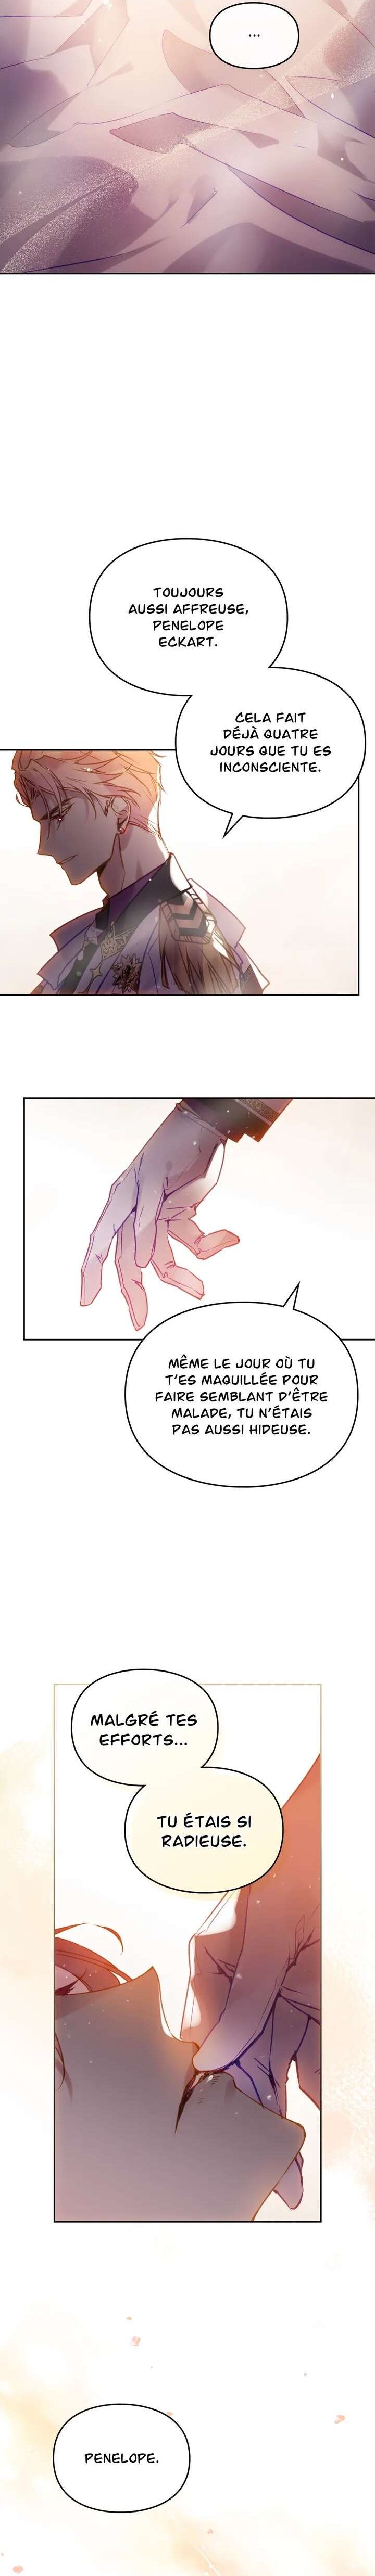 ...
TOUJOURS
AUSSI AFFREUSE,
PENELOPE
ECKART.
CELA FAIT
DÉJÀ QUATRE
JOURS QUE TU ES
INCONSCIENTE.
MÊME LE JOUR OÙ TU
T'ES MAQUILLÉE POUR
FAIRE SEMBLANT D'ÊTRE
MALADE, TU N'ÉTAIS
PAS AUSSI HIDEUSE.
MALGRÉ TES
EFFORTS...
TU ÉTAIS SI
RADIEUSE.
PENELOPE.